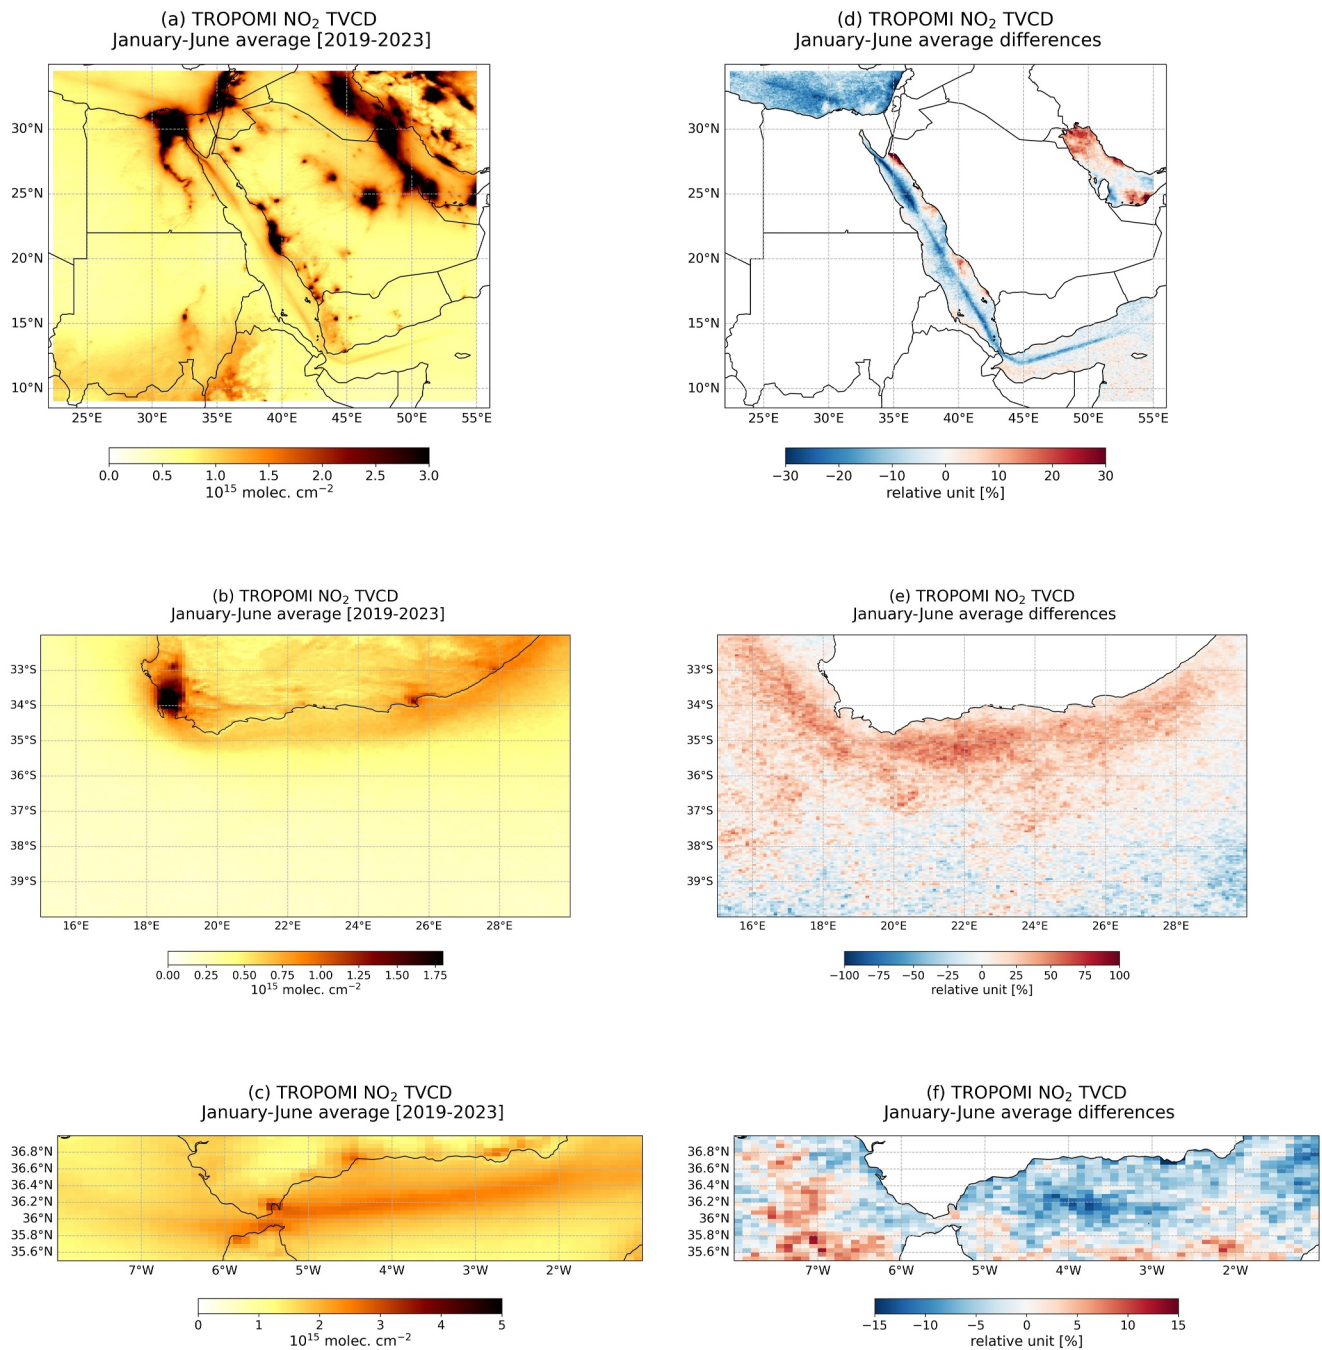 (a) TROPOMI NO₂ TVCD
January-June average [2019-2023]
30°N
25°N
20°N
15°N
10°N
25°E 30°E 35°E 40°E 45°E 50°E 55°E
0.0 0.5 1.0 1.5 2.0 2.5 3.0
10¹⁵ molec. cm⁻²
(d) TROPOMI NO₂ TVCD
January-June average differences
30°N
25°N
20°N
15°N
10°N
25°E 30°E 35°E 40°E 45°E 50°E 55°E
−30 −20 −10 0 10 20 30
relative unit [%]
(b) TROPOMI NO₂ TVCD
January-June average [2019-2023]
33°S
34°S
35°S
36°S
37°S
38°S
39°S
16°E 18°E 20°E 22°E 24°E 26°E 28°E
0.00 0.25 0.50 0.75 1.00 1.25 1.50 1.75
10¹⁵ molec. cm⁻²
(e) TROPOMI NO₂ TVCD
January-June average differences
33°S
34°S
35°S
36°S
37°S
38°S
39°S
16°E 18°E 20°E 22°E 24°E 26°E 28°E
−100 −75 −50 −25 0 25 50 75 100
relative unit [%]
(c) TROPOMI NO₂ TVCD
January-June average [2019-2023]
36.8°N
36.6°N
36.4°N
36.2°N
36°N
35.8°N
35.6°N
7°W 6°W 5°W 4°W 3°W 2°W
0 1 2 3 4 5
10¹⁵ molec. cm⁻²
(f) TROPOMI NO₂ TVCD
January-June average differences
36.8°N
36.6°N
36.4°N
36.2°N
36°N
35.8°N
35.6°N
7°W 6°W 5°W 4°W 3°W 2°W
−15 −10 −5 0 5 10 15
relative unit [%]